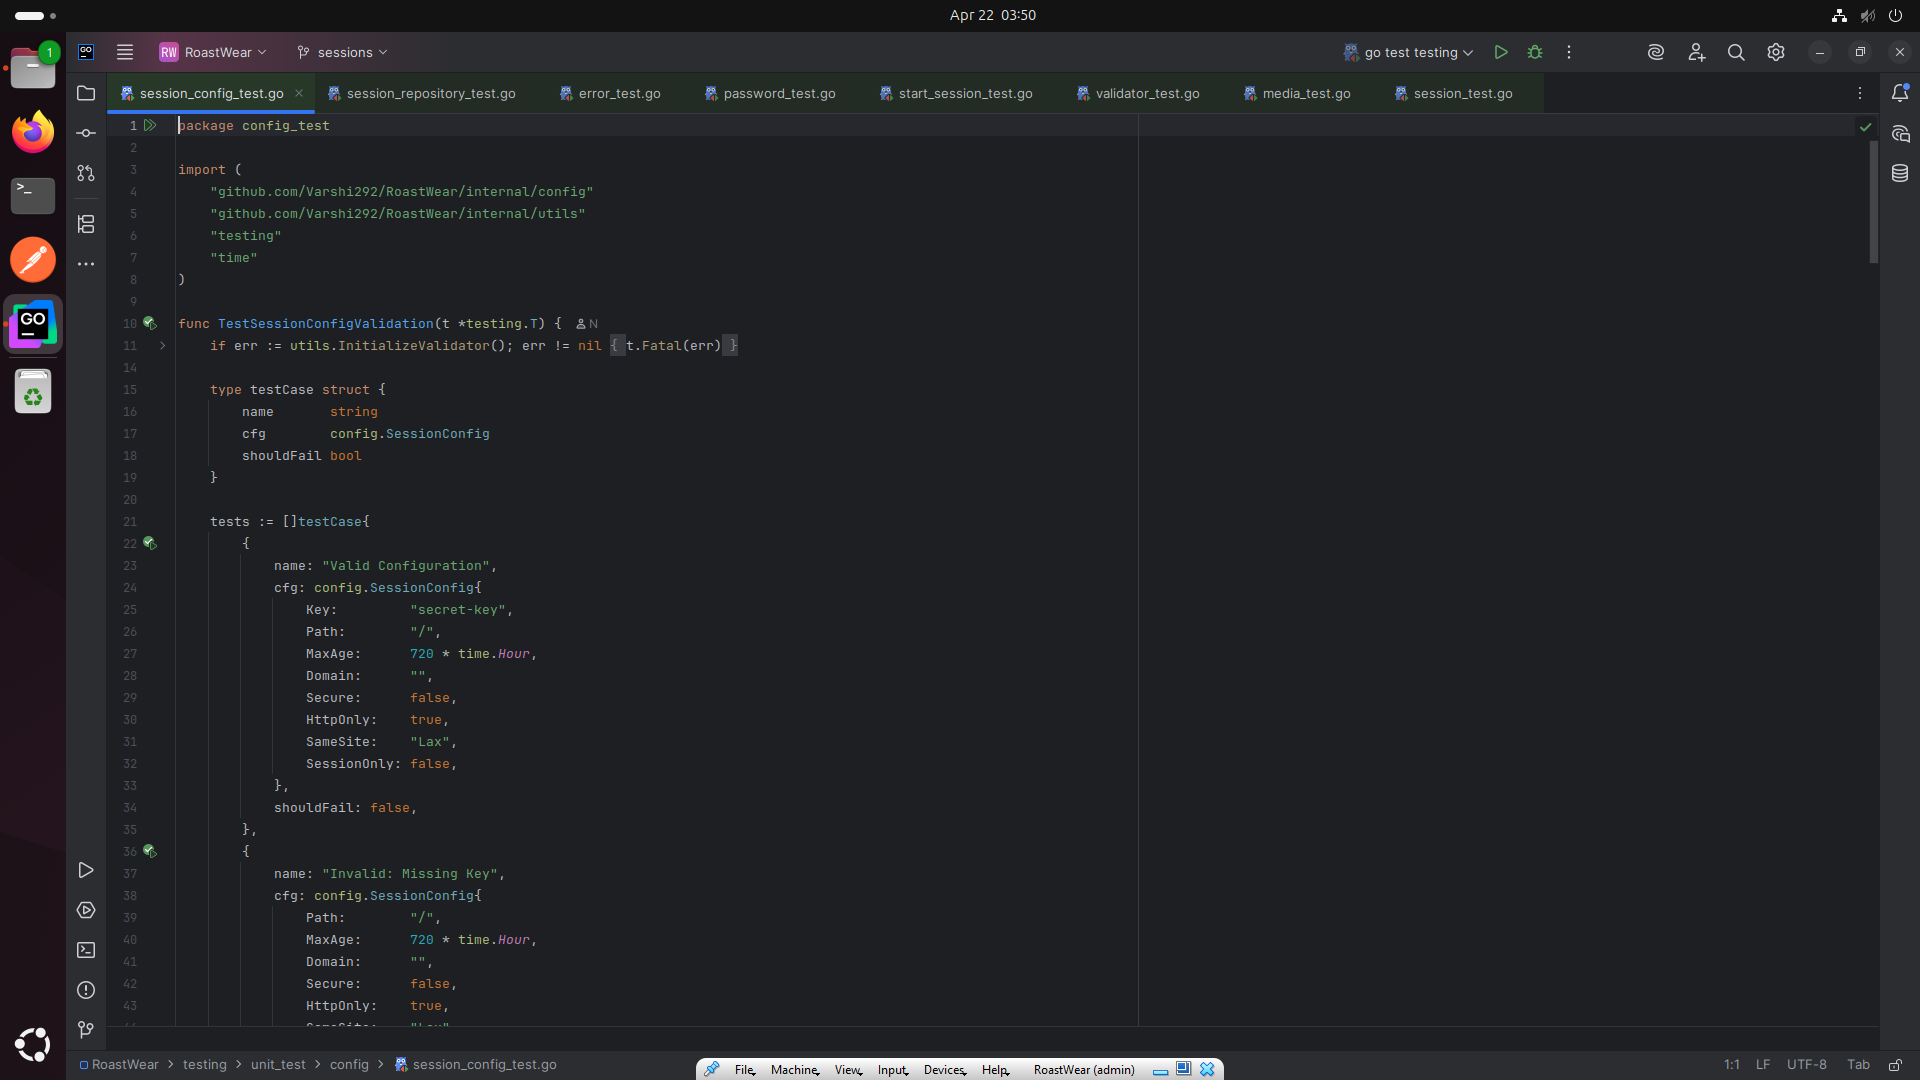 Apr 22 03:50
1
GO
RW RoastWear
sessions
go test testing
session_config_test.go
session_repository_test.go
error_test.go
password_test.go
start_session_test.go
validator_test.go
media_test.go
session_test.go
1 package config_test
2
3 import (
4 "github.com/Varshi292/RoastWear/internal/config"
5 "github.com/Varshi292/RoastWear/internal/utils"
6 "testing"
7 "time"
8 )
9
10 func TestSessionConfigValidation(t *testing.T) { N
11 if err := utils.InitializeValidator(); err != nil { t.Fatal(err) }
14
15 type testCase struct {
16 name string
17 cfg config.SessionConfig
18 shouldFail bool
19 }
20
21 tests := []testCase{
22 {
23 name: "Valid Configuration",
24 cfg: config.SessionConfig{
25 Key: "secret-key",
26 Path: "/",
27 MaxAge: 720 * time.Hour,
28 Domain: "",
29 Secure: false,
30 HttpOnly: true,
31 SameSite: "Lax",
32 SessionOnly: false,
33 },
34 shouldFail: false,
35 },
36 {
37 name: "Invalid: Missing Key",
38 cfg: config.SessionConfig{
39 Path: "/",
40 MaxAge: 720 * time.Hour,
41 Domain: "",
42 Secure: false,
43 HttpOnly: true,
44 SameSite: "Lax"
GO
RoastWear > testing > unit_test > config > session_config_test.go
1:1 LF UTF-8 Tab
File Machine View Input Devices Help RoastWear (admin)